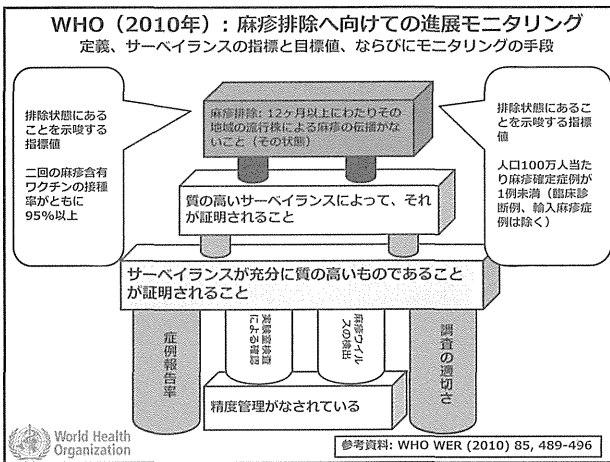 WHO（2010年）: 麻疹排除へ向けての進展モニタリング
定義、サーベイランスの指標と目標値、ならびにモニタリングの手段
排除状態にあることを示唆する指標値
二回の麻疹含有ワクチンの接種率がともに95%以上
麻疹排除: 12ヶ月以上にわたりその
地域の流行株による麻疹の伝播がな
いこと（その状態）
排除状態にあるこ
とを示唆する指標
値
人口100万人当た
り麻疹確定症例が
1例未満（臨床診
断例、輸入麻疹症
例は除く）
質の高いサーベイランスによって、それ
が証明されること
サーベイランスが充分に質の高いものであること
が証明されること
症例報告率
実験室検査
による確認
麻疹ウイル
スの検出
調査の適切さ
精度管理がなされている
World Health
Organization
参考資料: WHO WER (2010) 85, 489-496